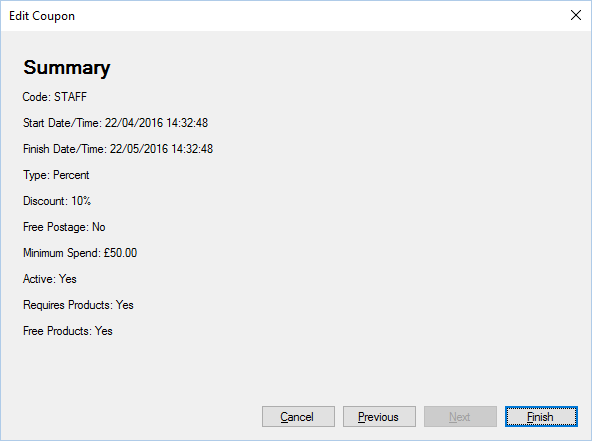 Edit Coupon
Summary
Code: STAFF
Start Date/Time: 22/04/2016 14:32:48
Finish Date/Time: 22/05/2016 14:32:48
Type: Percent
Discount: 10%
Free Postage: No
Minimum Spend: £50.00
Active: Yes
Requires Products: Yes
Free Products: Yes
Cancel Previous Next Finish